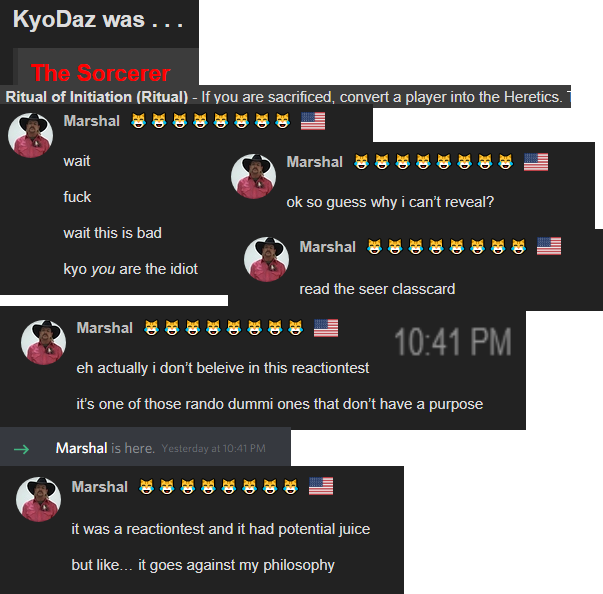 KyoDaz was . . .
The Sorcerer
Ritual of Initiation (Ritual) - If you are sacrificed, convert a player into the Heretics.
Marshal
wait
fuck
wait this is bad
kyo you are the idiot
Marshal
ok so guess why i can't reveal?
Marshal
read the seer classcard
Marshal
10:41 PM
eh actually i don't beleive in this reactiontest
it's one of those rando dummi ones that don't have a purpose
→ Marshal is here. Yesterday at 10:41 PM
Marshal
it was a reactiontest and it had potential juice
but like... it goes against my philosophy